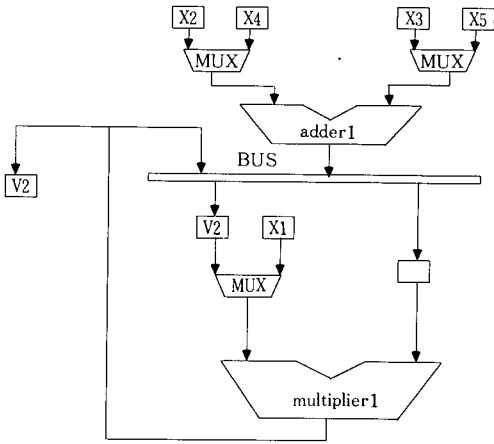 X2 X4 X3 X5
MUX MUX
adder1
BUS
V2
V2 X1
MUX
multiplier1